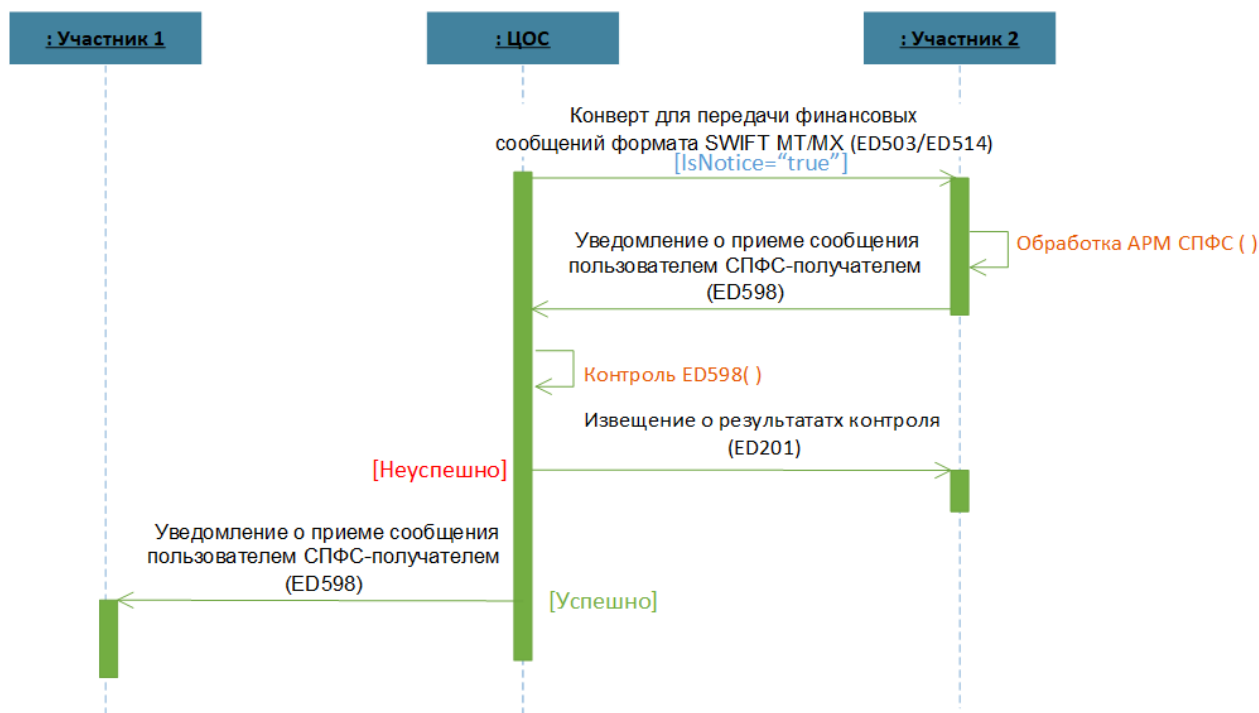 : Участник 1
: ЦОС
: Участник 2
Конверт для передачи финансовых
сообщений формата SWIFT MT/MX (ED503/ED514)
[IsNotice=“true”]
Обработка АРМ СПФС ( )
Уведомление о приеме сообщения
пользователем СПФС-получателем
(ED598)
Контроль ED598( )
Извещение о результататх контроля
(ED201)
[Неуспешно]
Уведомление о приеме сообщения
пользователем СПФС-получателем
(ED598)
[Успешно]